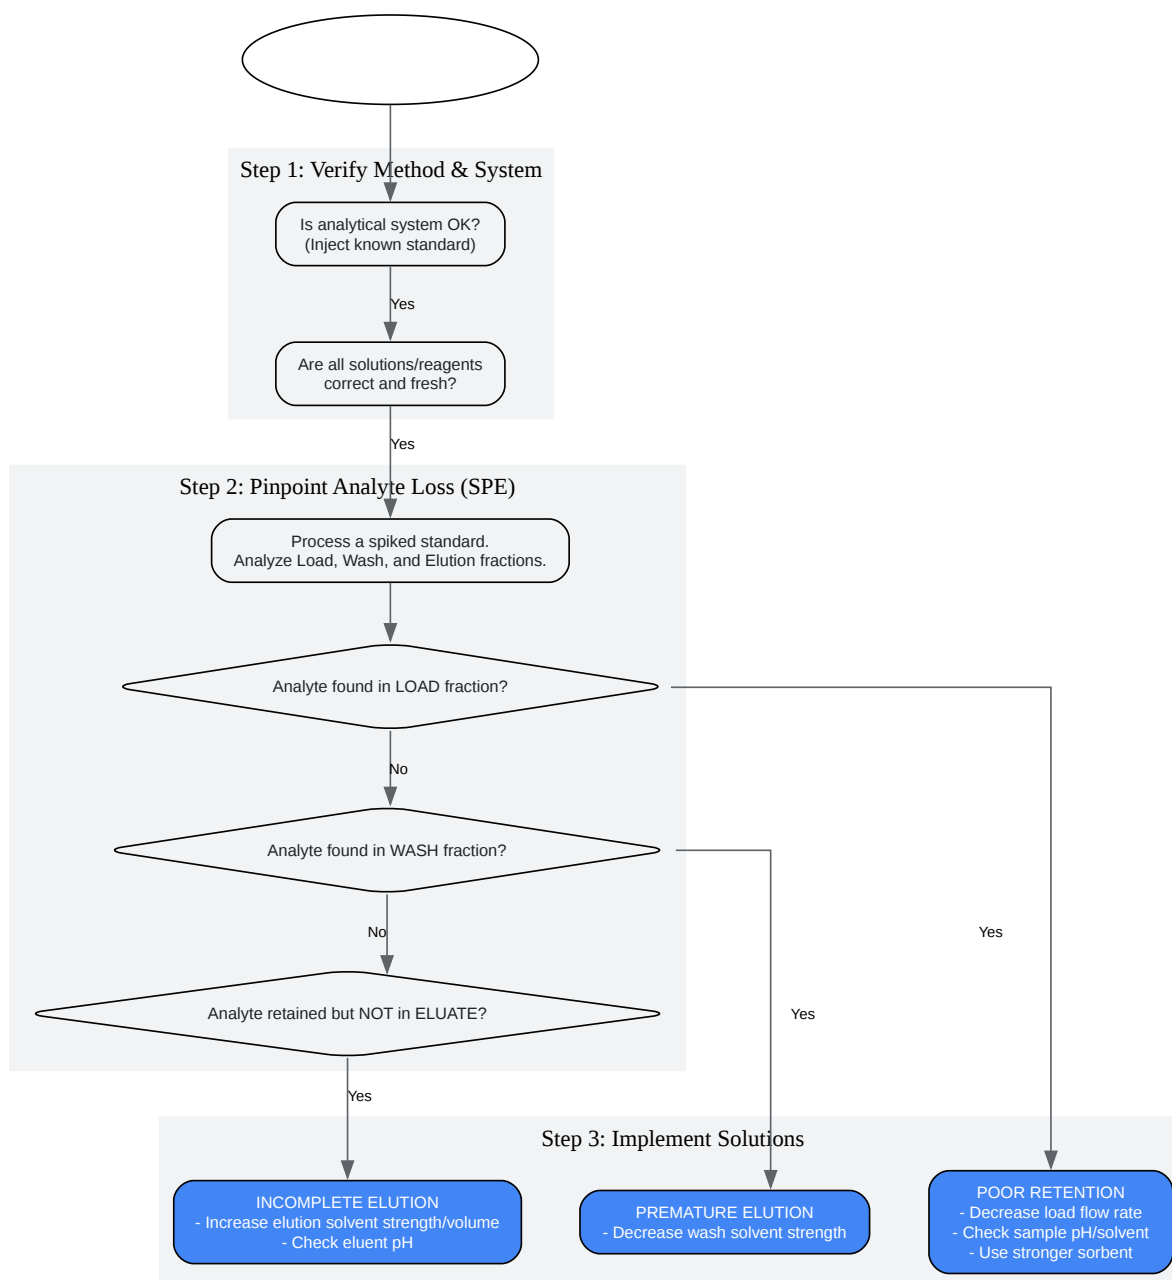 Step 1: Verify Method & System
Is analytical system OK?
(Inject known standard)
Yes
Are all solutions/reagents
correct and fresh?
Yes
Step 2: Pinpoint Analyte Loss (SPE)
Process a spiked standard.
Analyze Load, Wash, and Elution fractions.
Analyte found in LOAD fraction?
No
Analyte found in WASH fraction?
No
Yes
Analyte retained but NOT in ELUATE?
Yes
Yes
Step 3: Implement Solutions
INCOMPLETE ELUTION
- Increase elution solvent strength/volume
- Check eluent pH
PREMATURE ELUTION
- Decrease wash solvent strength
POOR RETENTION
- Decrease load flow rate
- Check sample pH/solvent
- Use stronger sorbent